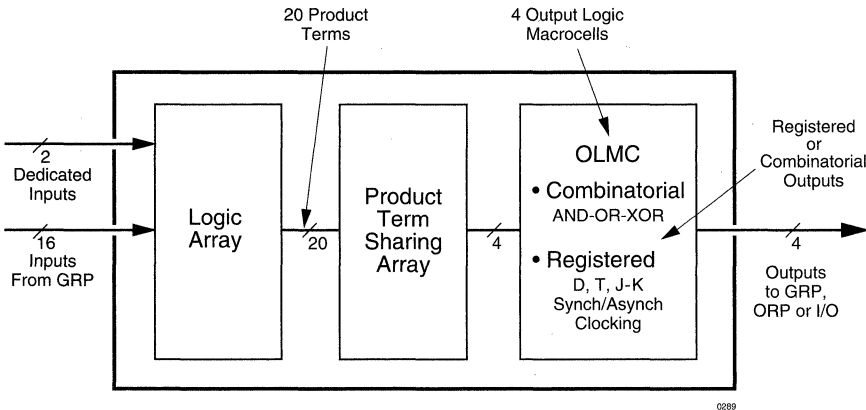 20 Product
Terms
4 Output Logic
Macrocells
2
Dedicated
Inputs
16
Inputs
From GRP
Logic
Array
20
Product
Term
Sharing
Array
4
OLMC
• Combinatorial
AND-OR-XOR
• Registered
D, T, J-K
Synch/Asynch
Clocking
Registered
or
Combinatorial
Outputs
4
Outputs
to GRP,
ORP or I/O
0289